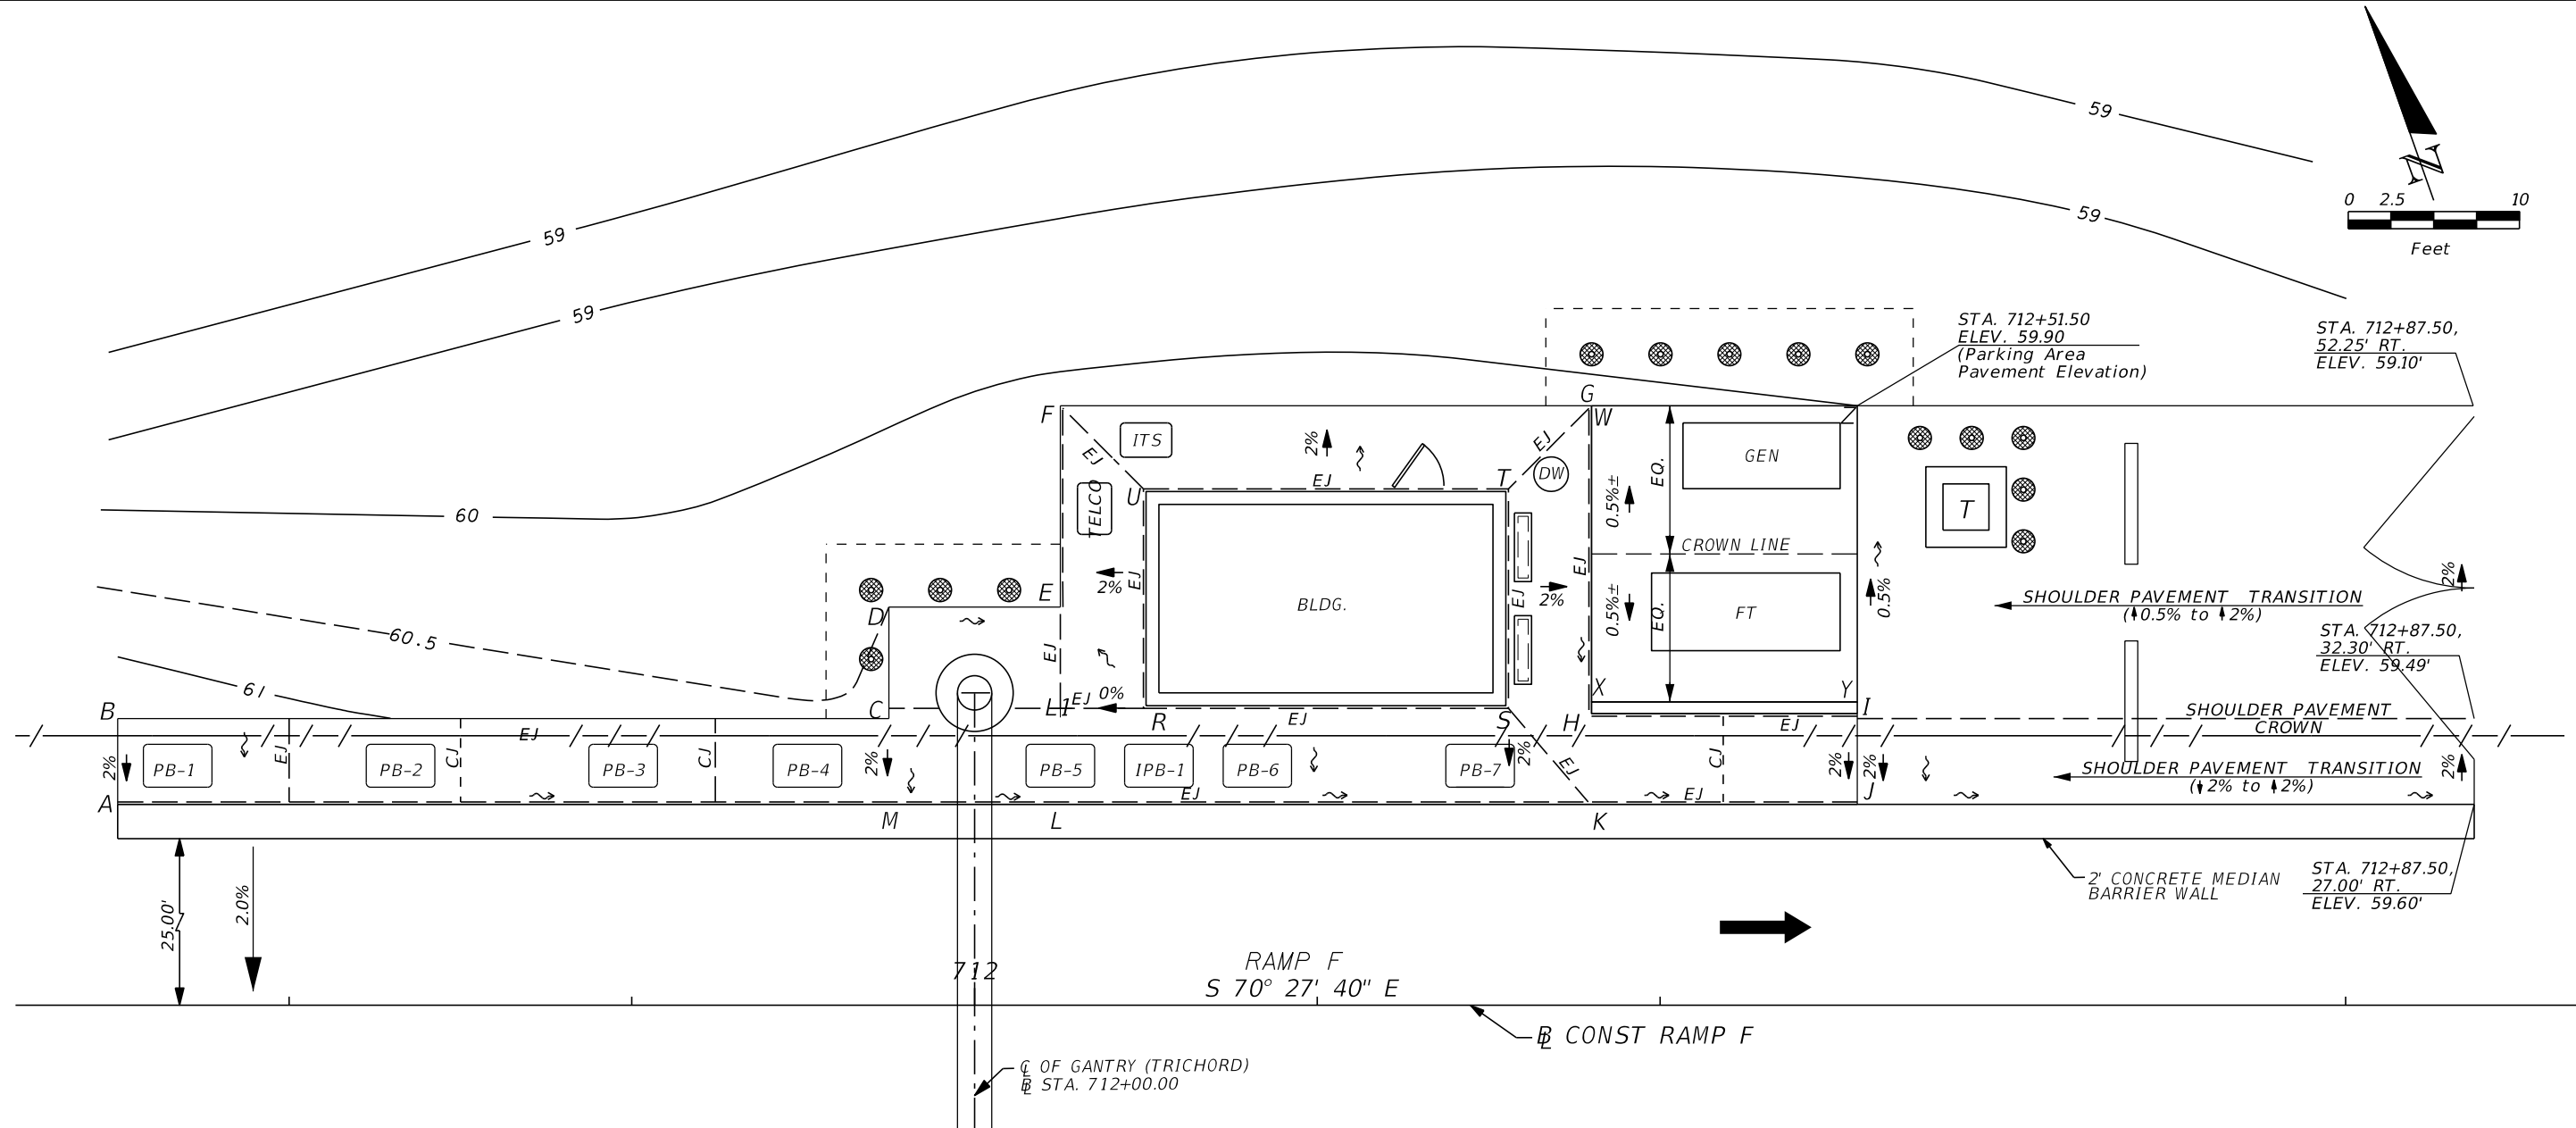 59
59
N
0 2.5 10
Feet
59
59
STA. 712+51.50
ELEV. 59.90
(Parking Area
Pavement Elevation)
STA. 712+87.50,
52.25' RT.
ELEV. 59.10'
G
F
W
ITS
EJ
2%
EJ
DW
EQ.
GEN
TELCO
U
EJ
T
0.5%±
T
60
CROWN LINE
2%
EJ
EJ
EJ
2%
BLDG.
0.5%±
EQ.
FT
0.5%
2%
SHOULDER PAVEMENT TRANSITION
(0.5% to 2%)
E
D
60.5
EJ
STA. 712+87.50,
32.30' RT.
ELEV. 59.49'
61
X
Y
B
C
L1
EJ
0%
R
EJ
S
H
EJ
I
SHOULDER PAVEMENT
CROWN
EJ
2%
PB-1
EJ
PB-2
CJ
PB-3
CJ
PB-4
2%
PB-5
IPB-1
PB-6
PB-7
2%
EJ
CJ
2%
2%
SHOULDER PAVEMENT TRANSITION
(2% to 2%)
2%
A
EJ
EJ
J
M
L
K
25.00'
2.0%
2' CONCRETE MEDIAN
BARRIER WALL
STA. 712+87.50,
27.00' RT.
ELEV. 59.60'
712
RAMP F
S 70° 27' 40" E
BL CONST RAMP F
CL OF GANTRY (TRICHORD)
BL STA. 712+00.00